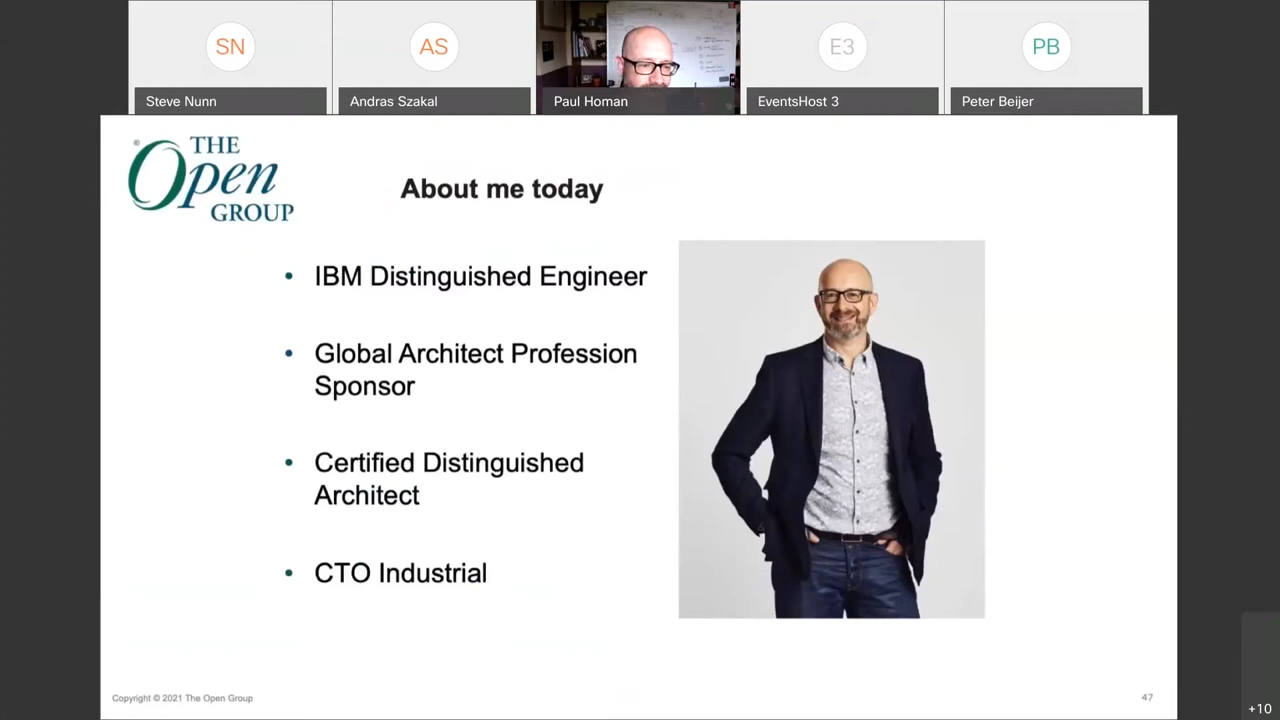 SN
AS
E3
PB
Steve Nunn
Andras Szakal
Paul Homan
EventsHost 3
Peter Beijer
®
THE
Open
GROUP
About me today
• IBM Distinguished Engineer
• Global Architect Profession
Sponsor
• Certified Distinguished
Architect
• CTO Industrial
Copyright © 2021 The Open Group
47
+10